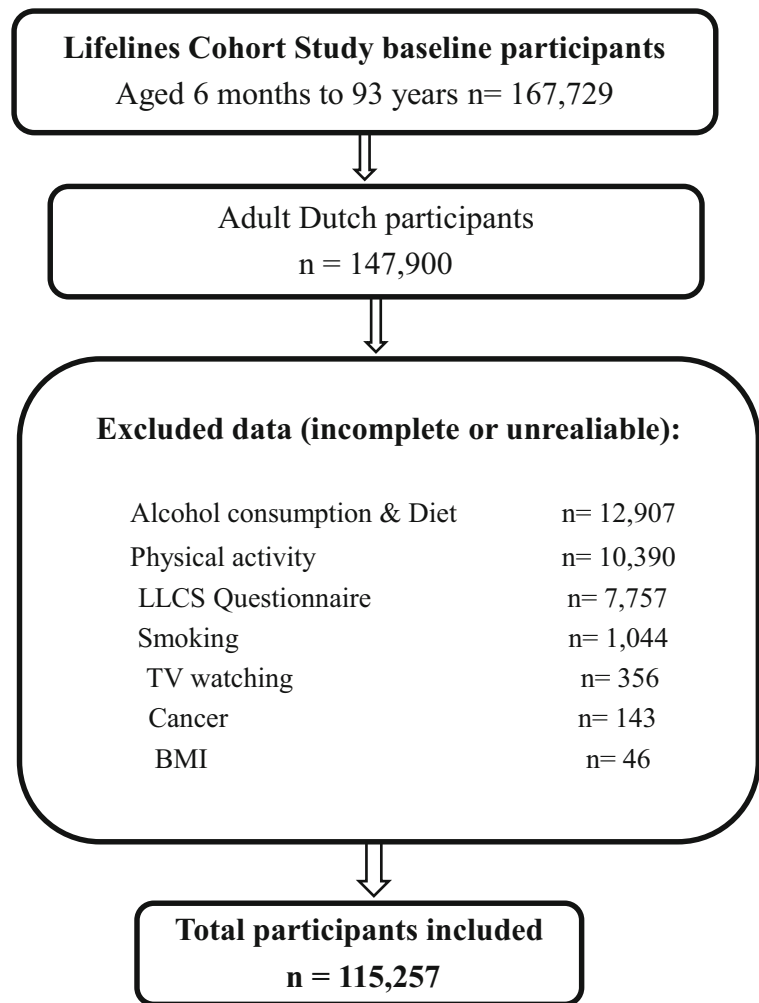 Lifelines Cohort Study baseline participants
Aged 6 months to 93 years n= 167,729
Adult Dutch participants
n = 147,900
Excluded data (incomplete or unrealiable):
Alcohol consumption & Diet n= 12,907
Physical activity n= 10,390
LLCS Questionnaire n= 7,757
Smoking n= 1,044
TV watching n= 356
Cancer n= 143
BMI n= 46
Total participants included
n = 115,257